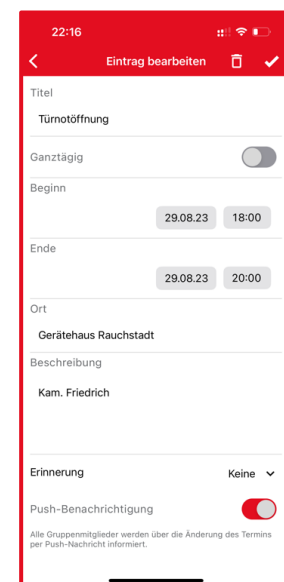 22:16
Eintrag bearbeiten
Titel
Türnotöffnung
Ganztägig
Beginn
29.08.23 18:00
Ende
29.08.23 20:00
Ort
Gerätehaus Rauchstadt
Beschreibung
Kam. Friedrich
Erinnerung Keine
Push-Benachrichtigung
Alle Gruppenmitglieder werden über die Änderung des Termins
per Push-Nachricht informiert.